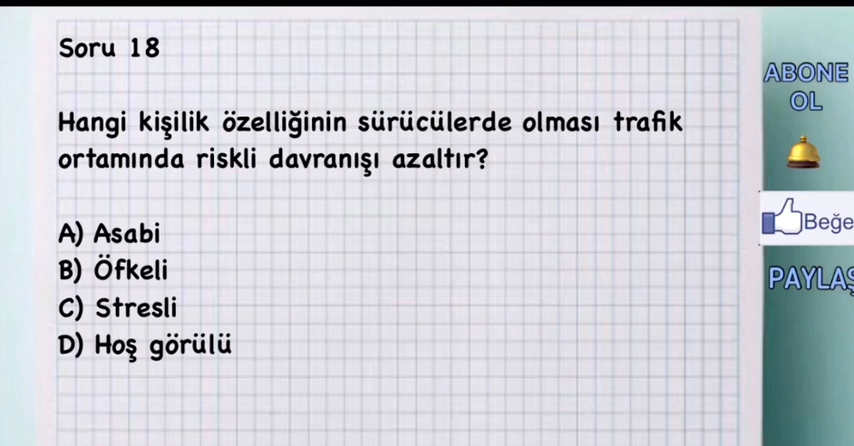 Soru 18
Hangi kişilik özelliğinin sürücülerde olması trafik
ortamında riskli davranışı azaltır?
A) Asabi
B) Öfkeli
C) Stresli
D) Hoş görülü
ABONE
OL
Beğe
PAYLAŞ